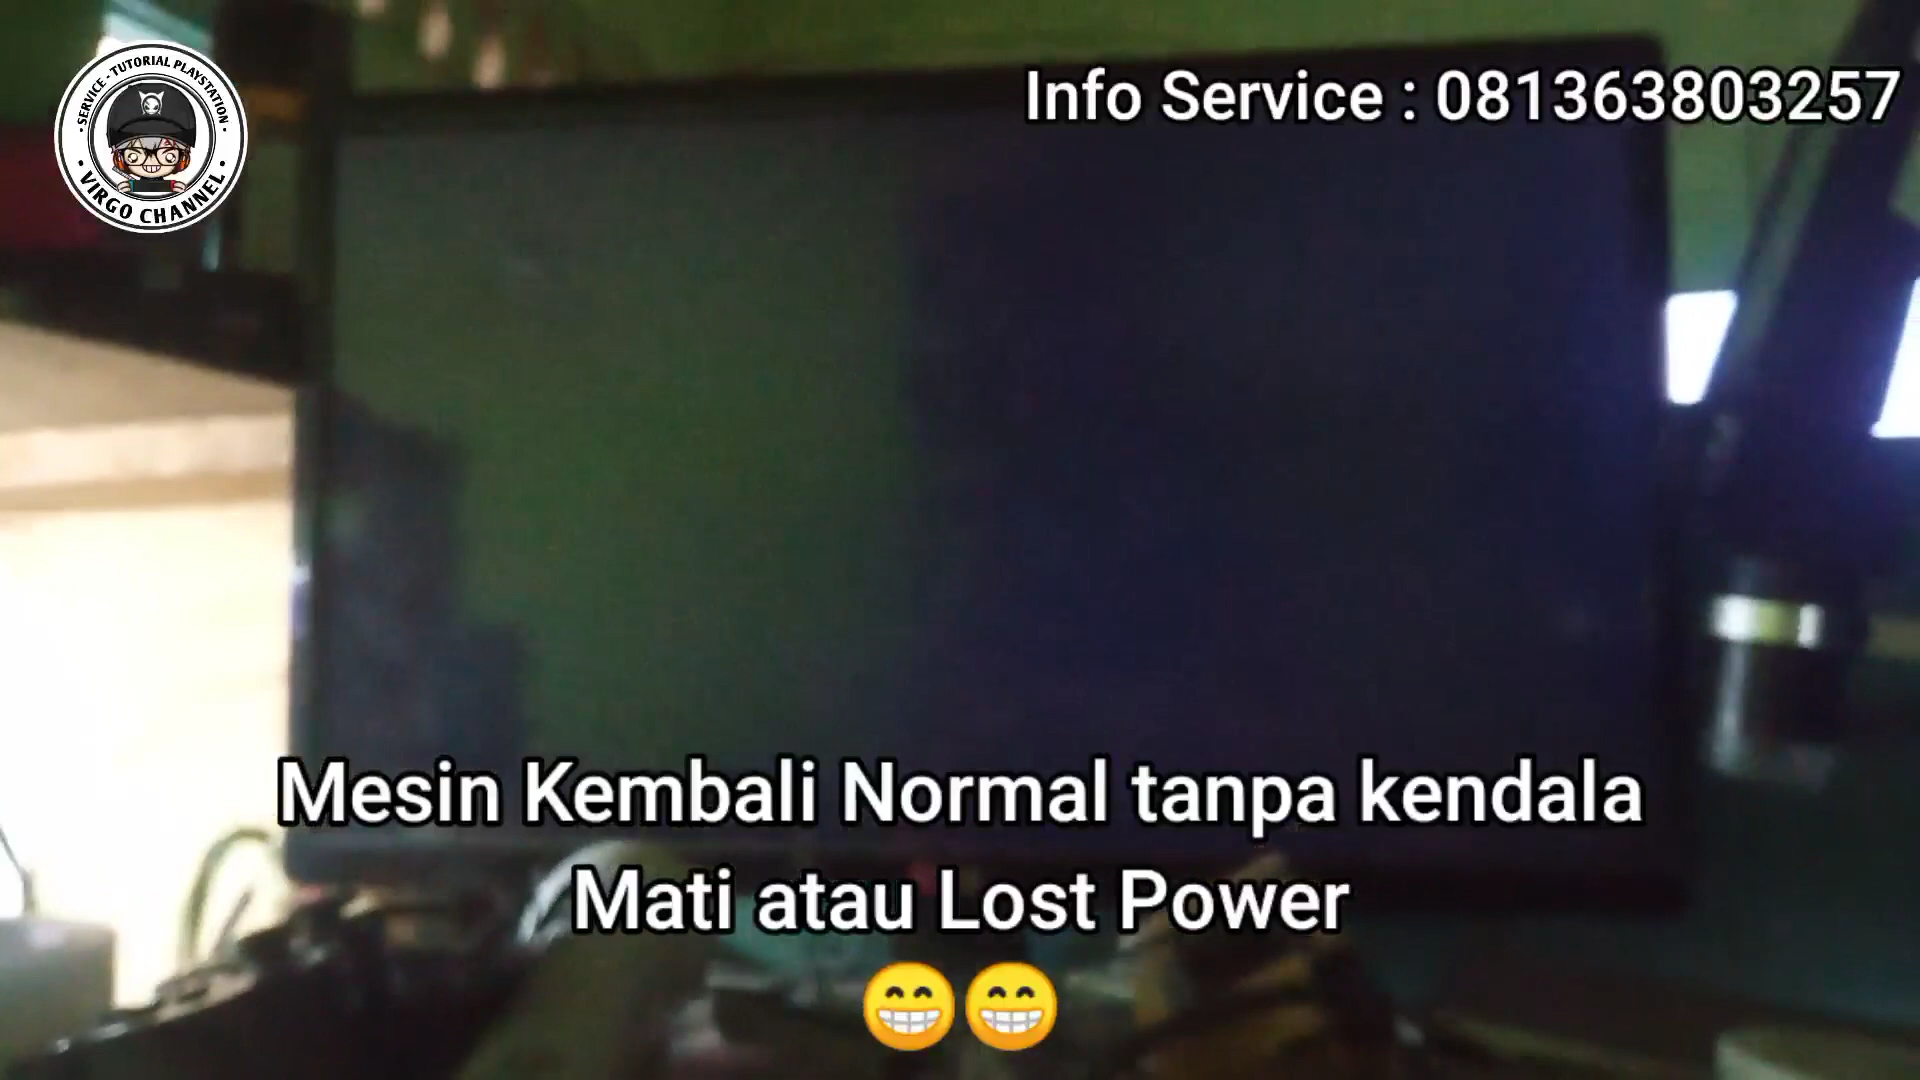 SERVICE - TUTORIAL PLAYSTATION
VIRGO CHANNEL
Info Service : 081363803257
Mesin Kembali Normal tanpa kendala
Mati atau Lost Power
😁😁